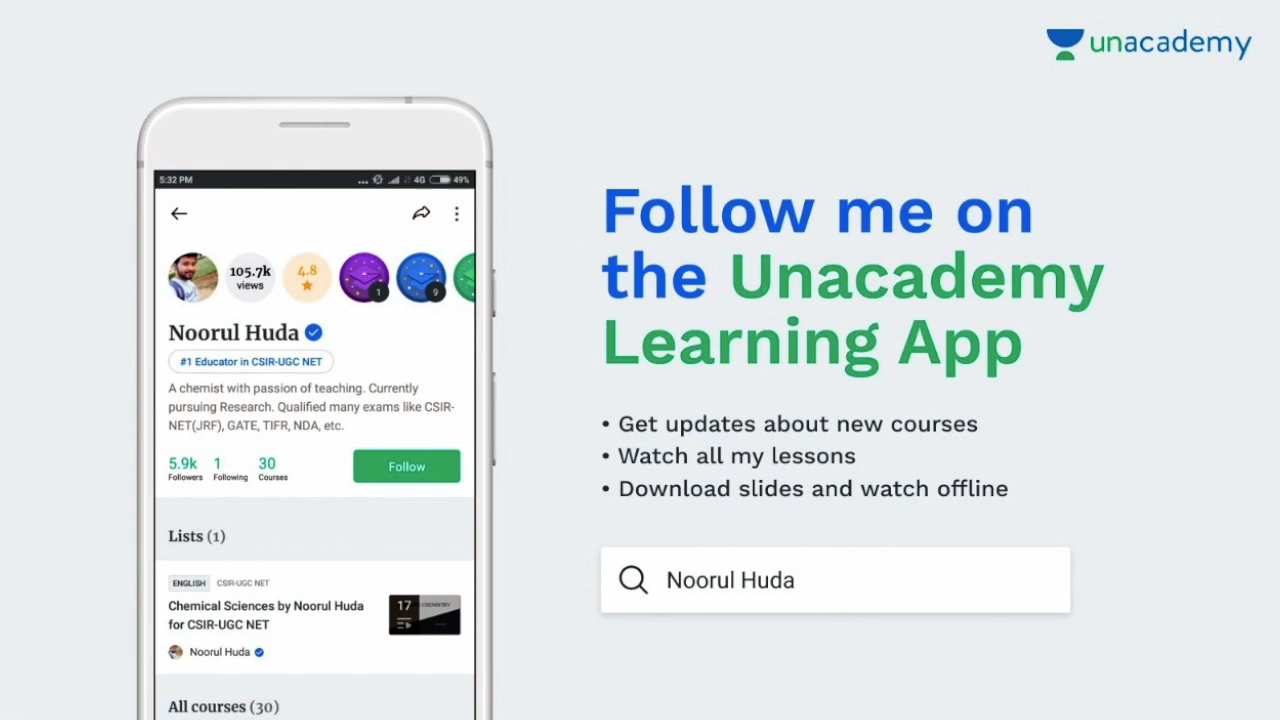 unacademy
5:32 PM
4G
49%
105.7k
views
4.8
1
9
Noorul Huda
#1 Educator in CSIR-UGC NET
A chemist with passion of teaching. Currently
pursuing Research. Qualified many exams like CSIR-
NET(JRF), GATE, TIFR, NDA, etc.
5.9k 1 30
Followers Following Courses
Follow
Lists (1)
ENGLISH CSIR-UGC NET
Chemical Sciences by Noorul Huda
for CSIR-UGC NET
17
Noorul Huda
All courses (30)
Follow me on
the Unacademy
Learning App
• Get updates about new courses
• Watch all my lessons
• Download slides and watch offline
Noorul Huda